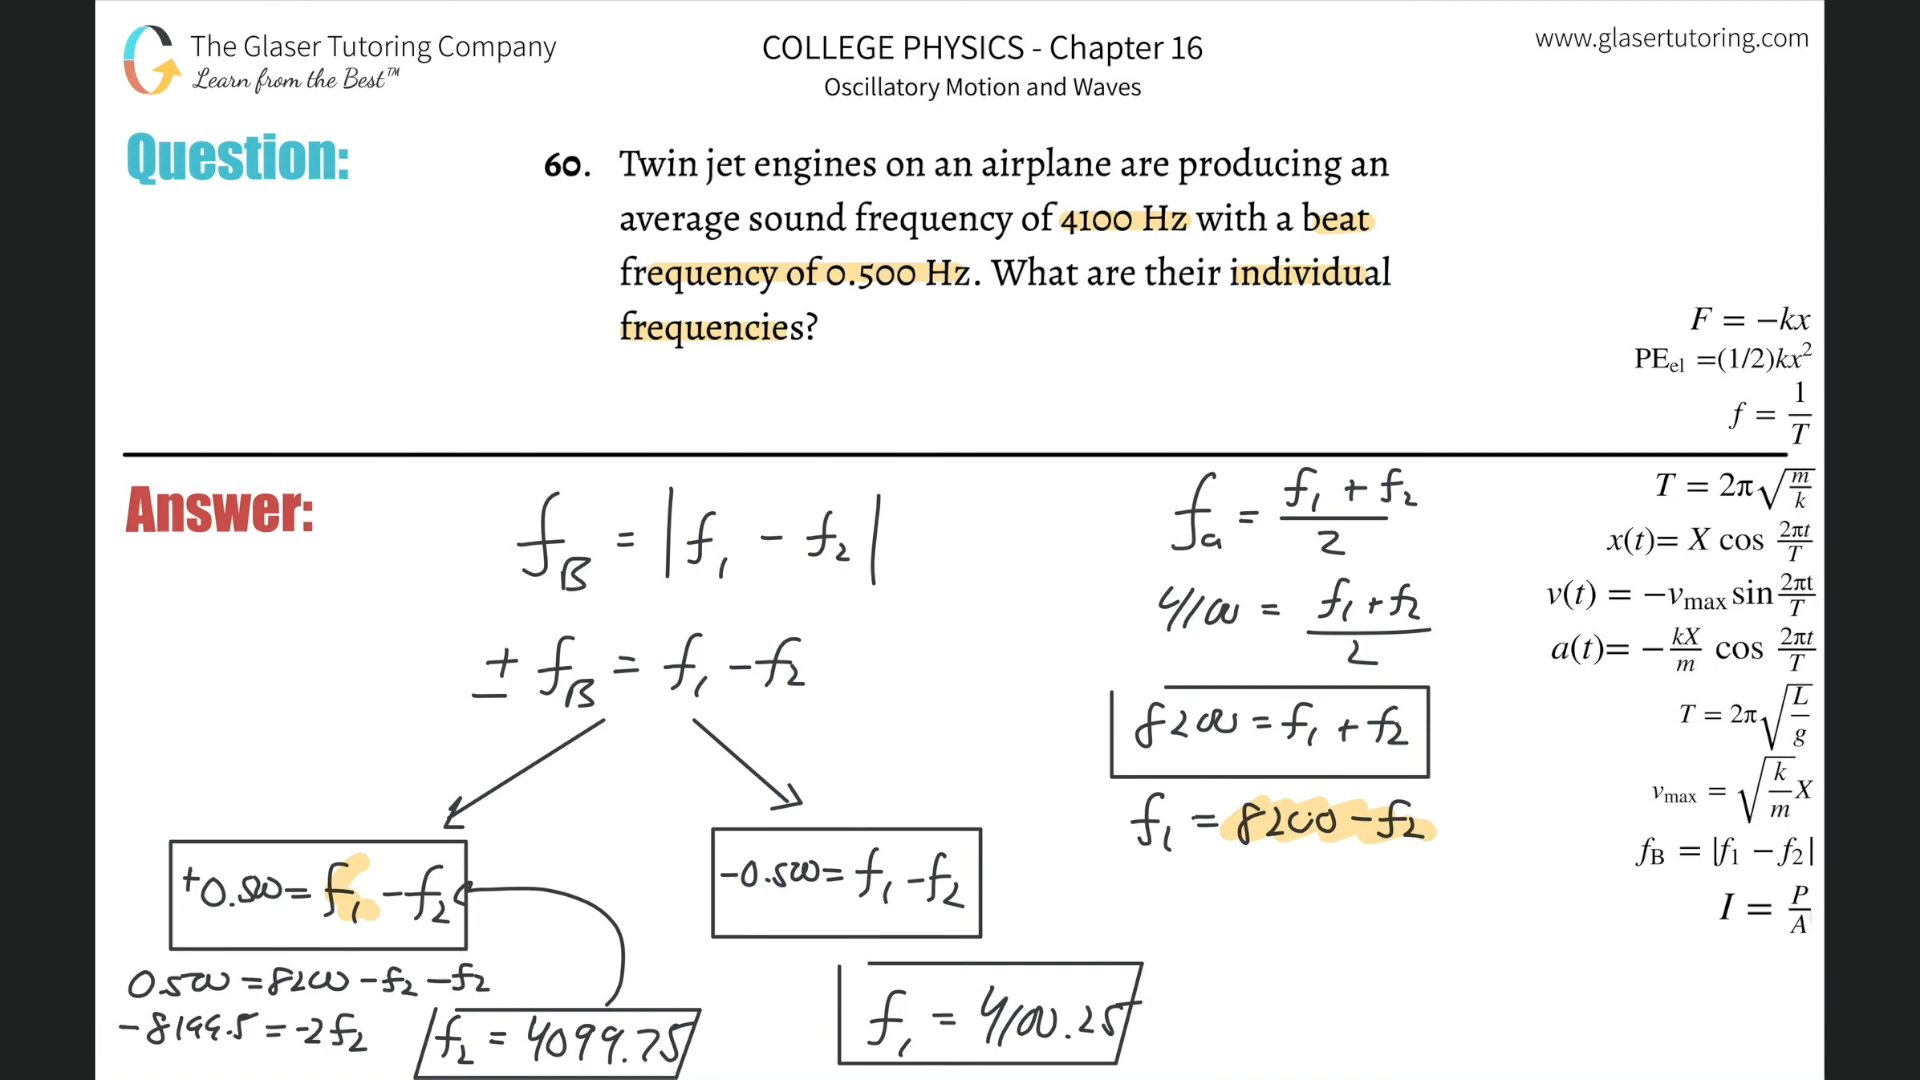 The Glaser Tutoring Company
Learn from the Best™
COLLEGE PHYSICS - Chapter 16
Oscillatory Motion and Waves
www.glasertutoring.com
Question:
60. Twin jet engines on an airplane are producing an
average sound frequency of 4100 Hz with a beat
frequency of 0.500 Hz. What are their individual
frequencies?
F = −kx
PEel =(1/2)kx²
f = 1/T
Answer:
f_B = |f₁ − f₂|
± f_B = f₁ − f₂
+0.500 = f₁ − f₂
0.500 = 8200 − f₂ − f₂
−8199.5 = −2f₂
f₂ = 4099.75
−0.500 = f₁ − f₂
f₁ = 4100.25
fa = (f₁ + f₂)/2
4100 = (f₁ + f₂)/2
8200 = f₁ + f₂
f₁ = 8200 − f₂
T = 2π√(m/k)
x(t)= X cos 2πt/T
v(t) = −vmax sin 2πt/T
a(t)= −kX/m cos 2πt/T
T = 2π√(L/g)
vmax = √(k/m)X
fB = |f1 − f2|
I = P/A